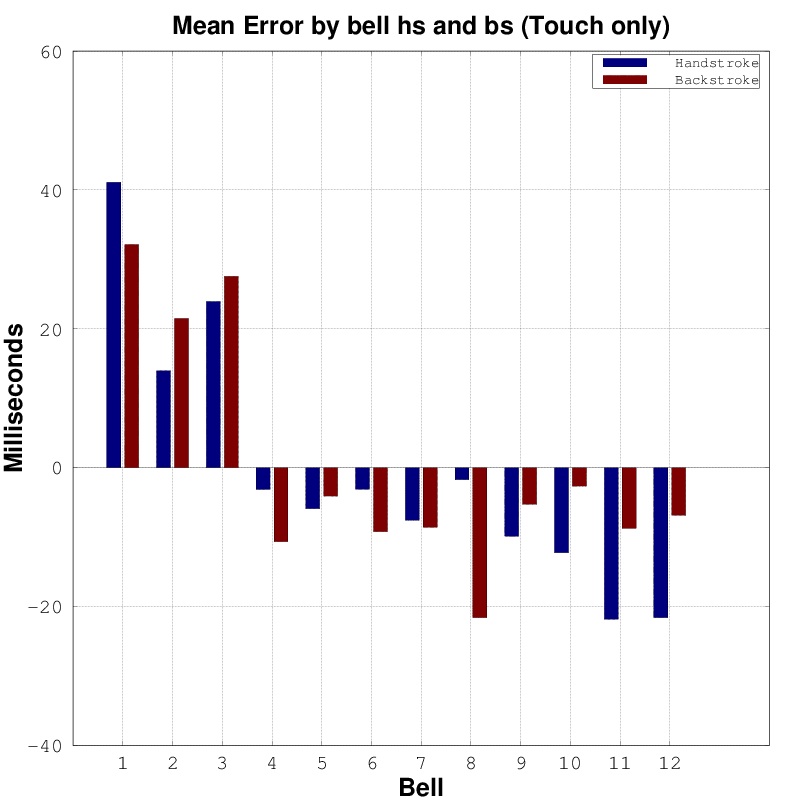 Mean Error by bell hs and bs (Touch only)
Handstroke
Backstroke
60
40
20
0
-20
-40
Milliseconds
1 2 3 4 5 6 7 8 9 10 11 12
Bell